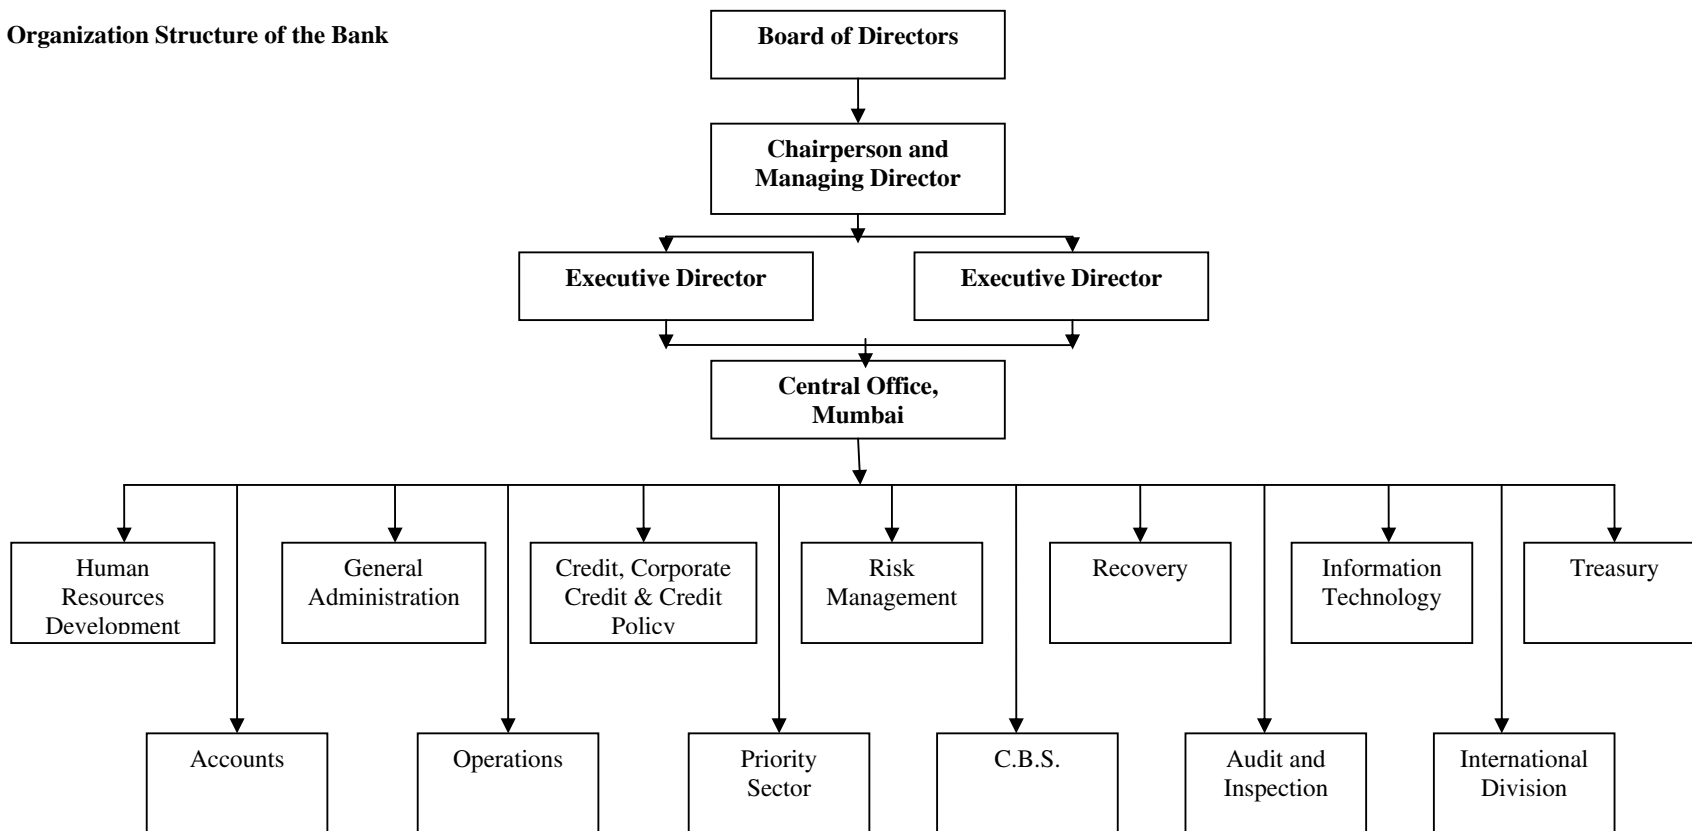 Organization Structure of the Bank
Board of Directors
Chairperson and
Managing Director
Executive Director
Executive Director
Central Office,
Mumbai
Human
Resources
Development
General
Administration
Credit, Corporate
Credit & Credit
Policy
Risk
Management
Recovery
Information
Technology
Treasury
Accounts
Operations
Priority
Sector
C.B.S.
Audit and
Inspection
International
Division